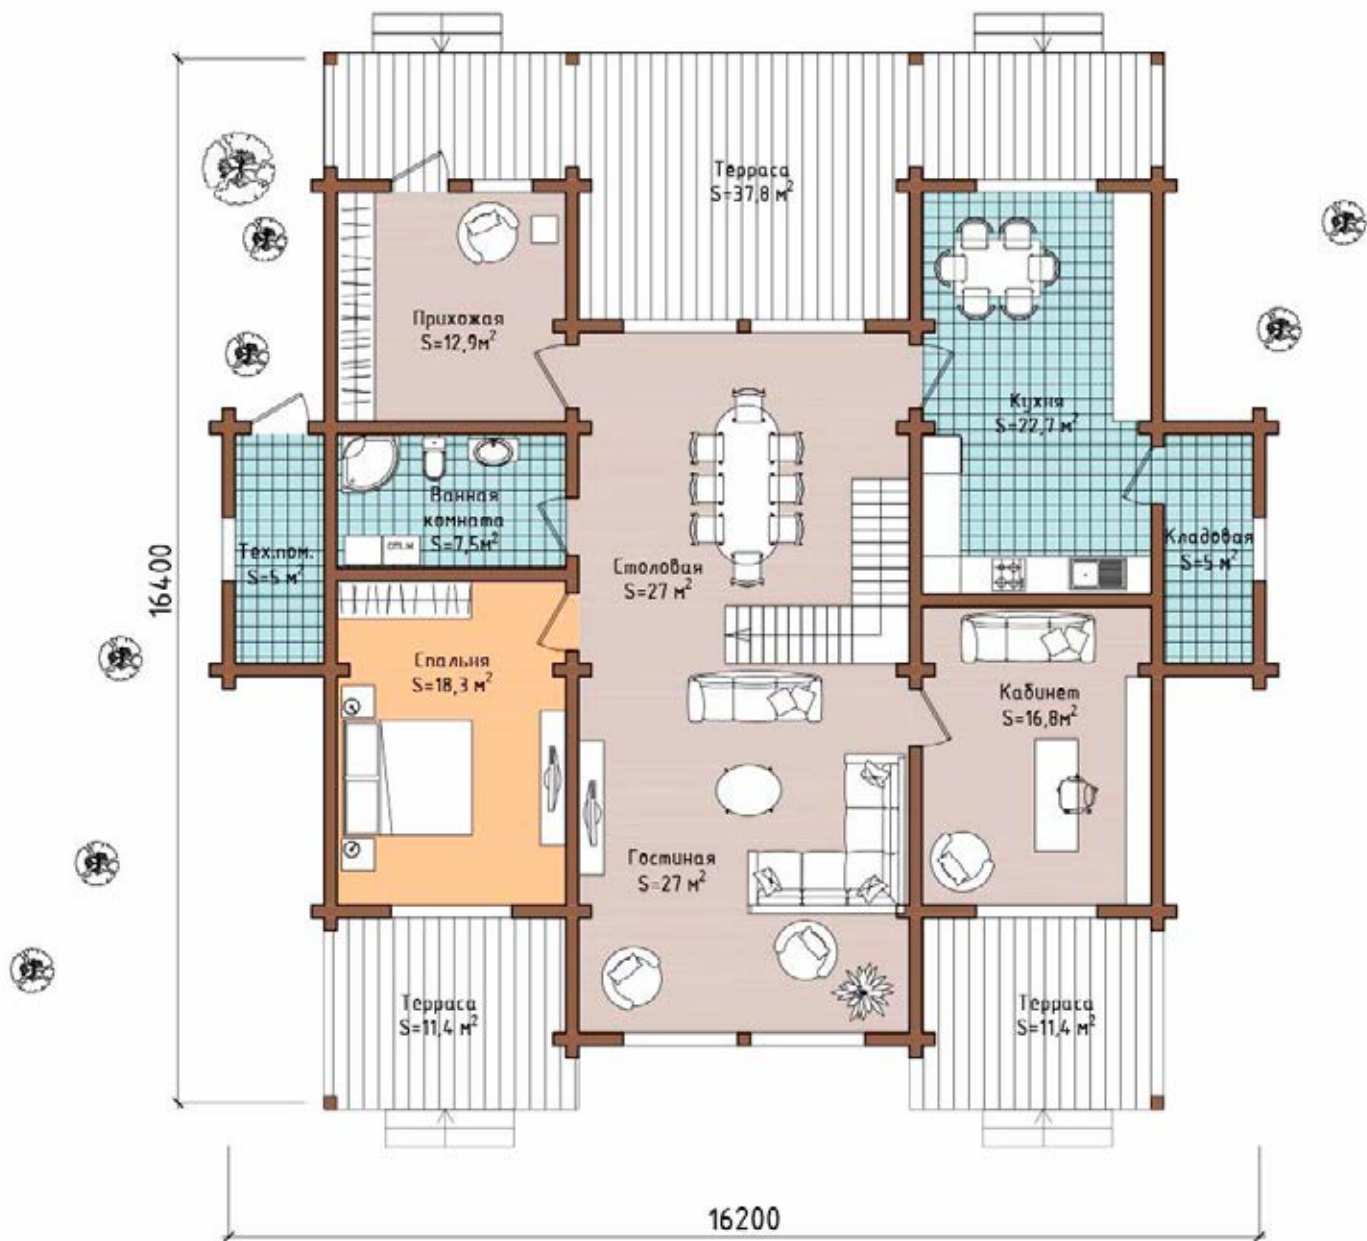 Терраса
S=37,8 м²
Прихожая
S=12,9м²
Кухня
S=22,7 м²
Ванная
комната
S=7,5м²
ст.м
Тех.пом.
S=5 м²
Кладовая
S=5 м²
Столовая
S=27 м²
16400
Спальня
S=18,3 м²
Кабинет
S=16,8м²
Гостиная
S=27 м²
Терраса
S=11,4 м²
Терраса
S=11,4 м²
16200